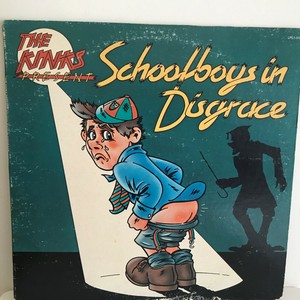 THE
KINKS
PRESENT
Schoolboys in
Disgrace